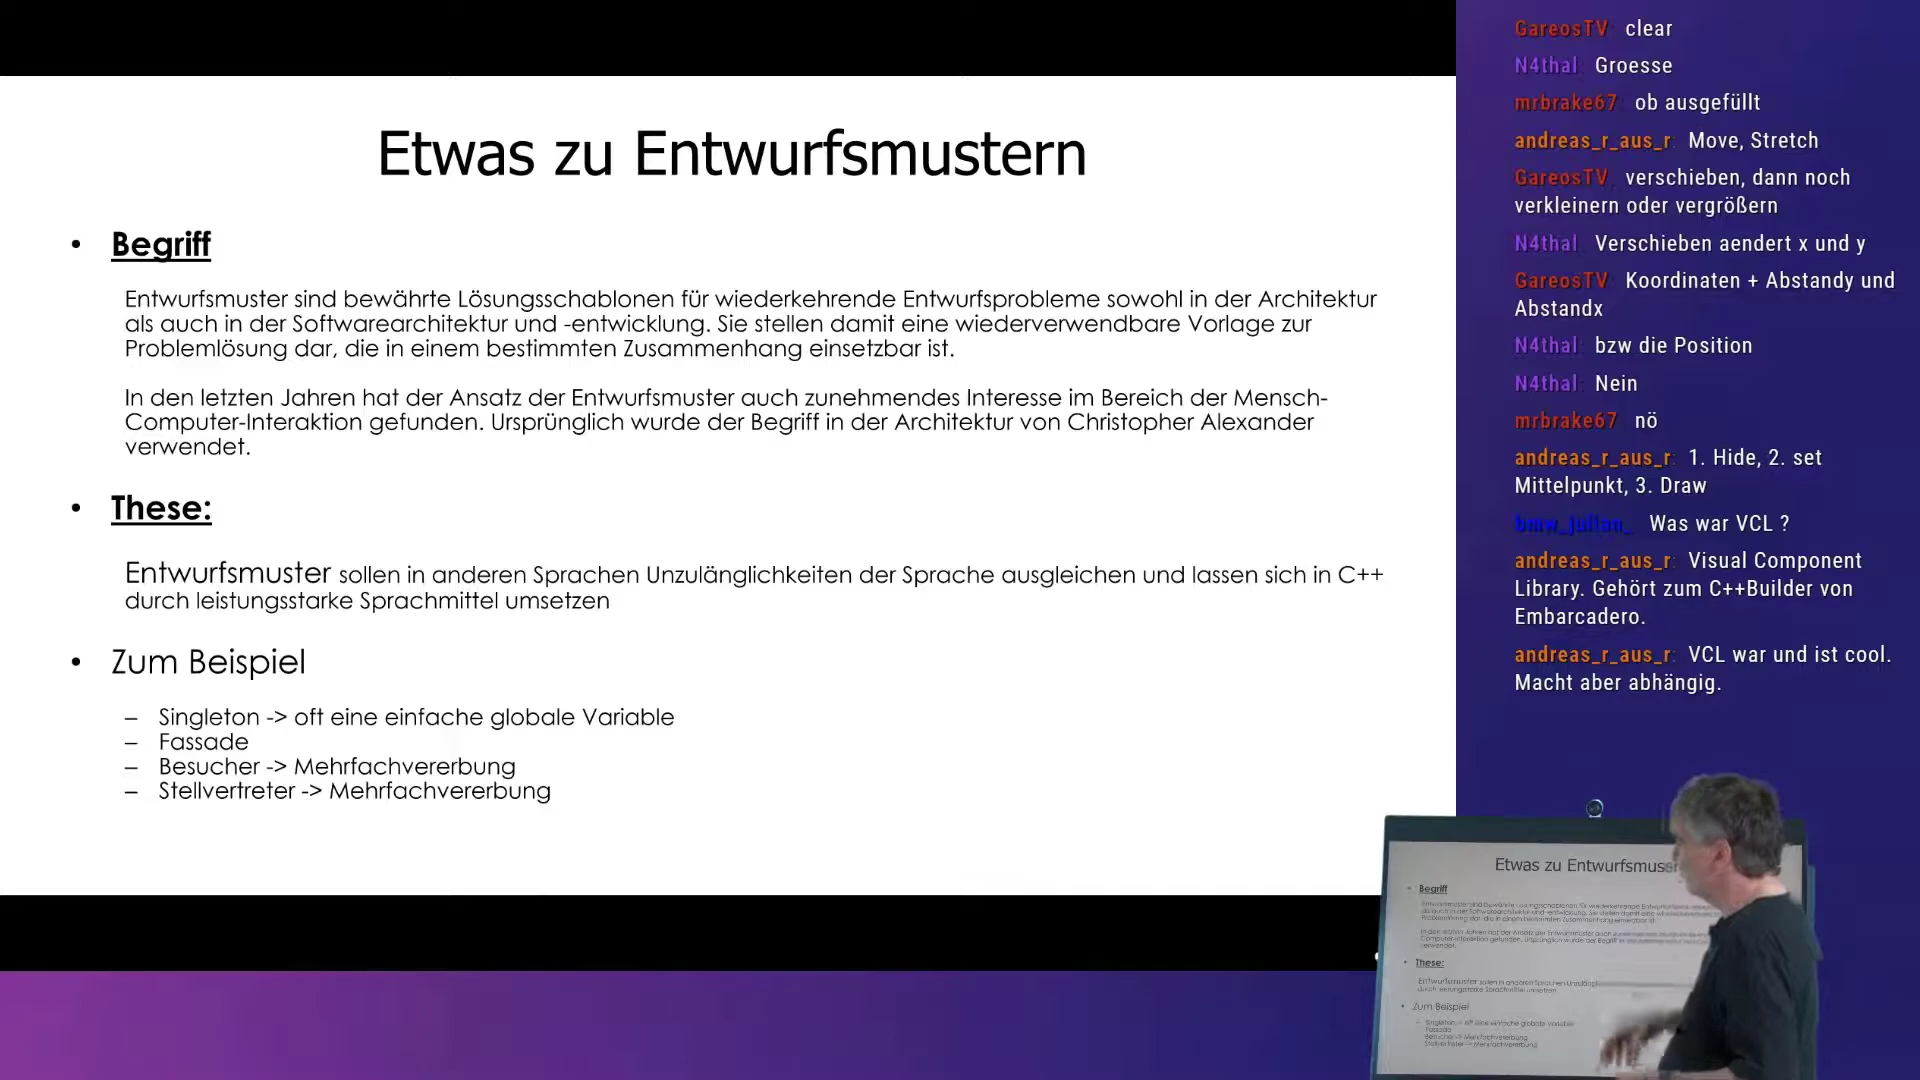 Etwas zu Entwurfsmustern
• Begriff
Entwurfsmuster sind bewährte Lösungsschablonen für wiederkehrende Entwurfsprobleme sowohl in der Architektur
als auch in der Softwarearchitektur und -entwicklung. Sie stellen damit eine wiederverwendbare Vorlage zur
Problemlösung dar, die in einem bestimmten Zusammenhang einsetzbar ist.
In den letzten Jahren hat der Ansatz der Entwurfsmuster auch zunehmendes Interesse im Bereich der Mensch-
Computer-Interaktion gefunden. Ursprünglich wurde der Begriff in der Architektur von Christopher Alexander
verwendet.
• These:
Entwurfsmuster sollen in anderen Sprachen Unzulänglichkeiten der Sprache ausgleichen und lassen sich in C++
durch leistungsstarke Sprachmittel umsetzen
• Zum Beispiel
– Singleton -> oft eine einfache globale Variable
– Fassade
– Besucher -> Mehrfachvererbung
– Stellvertreter -> Mehrfachvererbung
GareosTV: clear
N4thal: Groesse
mrbrake67: ob ausgefüllt
andreas_r_aus_r: Move, Stretch
GareosTV: verschieben, dann noch
verkleinern oder vergrößern
N4thal: Verschieben aendert x und y
GareosTV: Koordinaten + Abstandy und
Abstandx
N4thal: bzw die Position
N4thal: Nein
mrbrake67: nö
andreas_r_aus_r: 1. Hide, 2. set
Mittelpunkt, 3. Draw
bmw_julian_: Was war VCL ?
andreas_r_aus_r: Visual Component
Library. Gehört zum C++Builder von
Embarcadero.
andreas_r_aus_r: VCL war und ist cool.
Macht aber abhängig.
Etwas zu Entwurfsmus
• Begriff
• These:
• Zum Beispiel